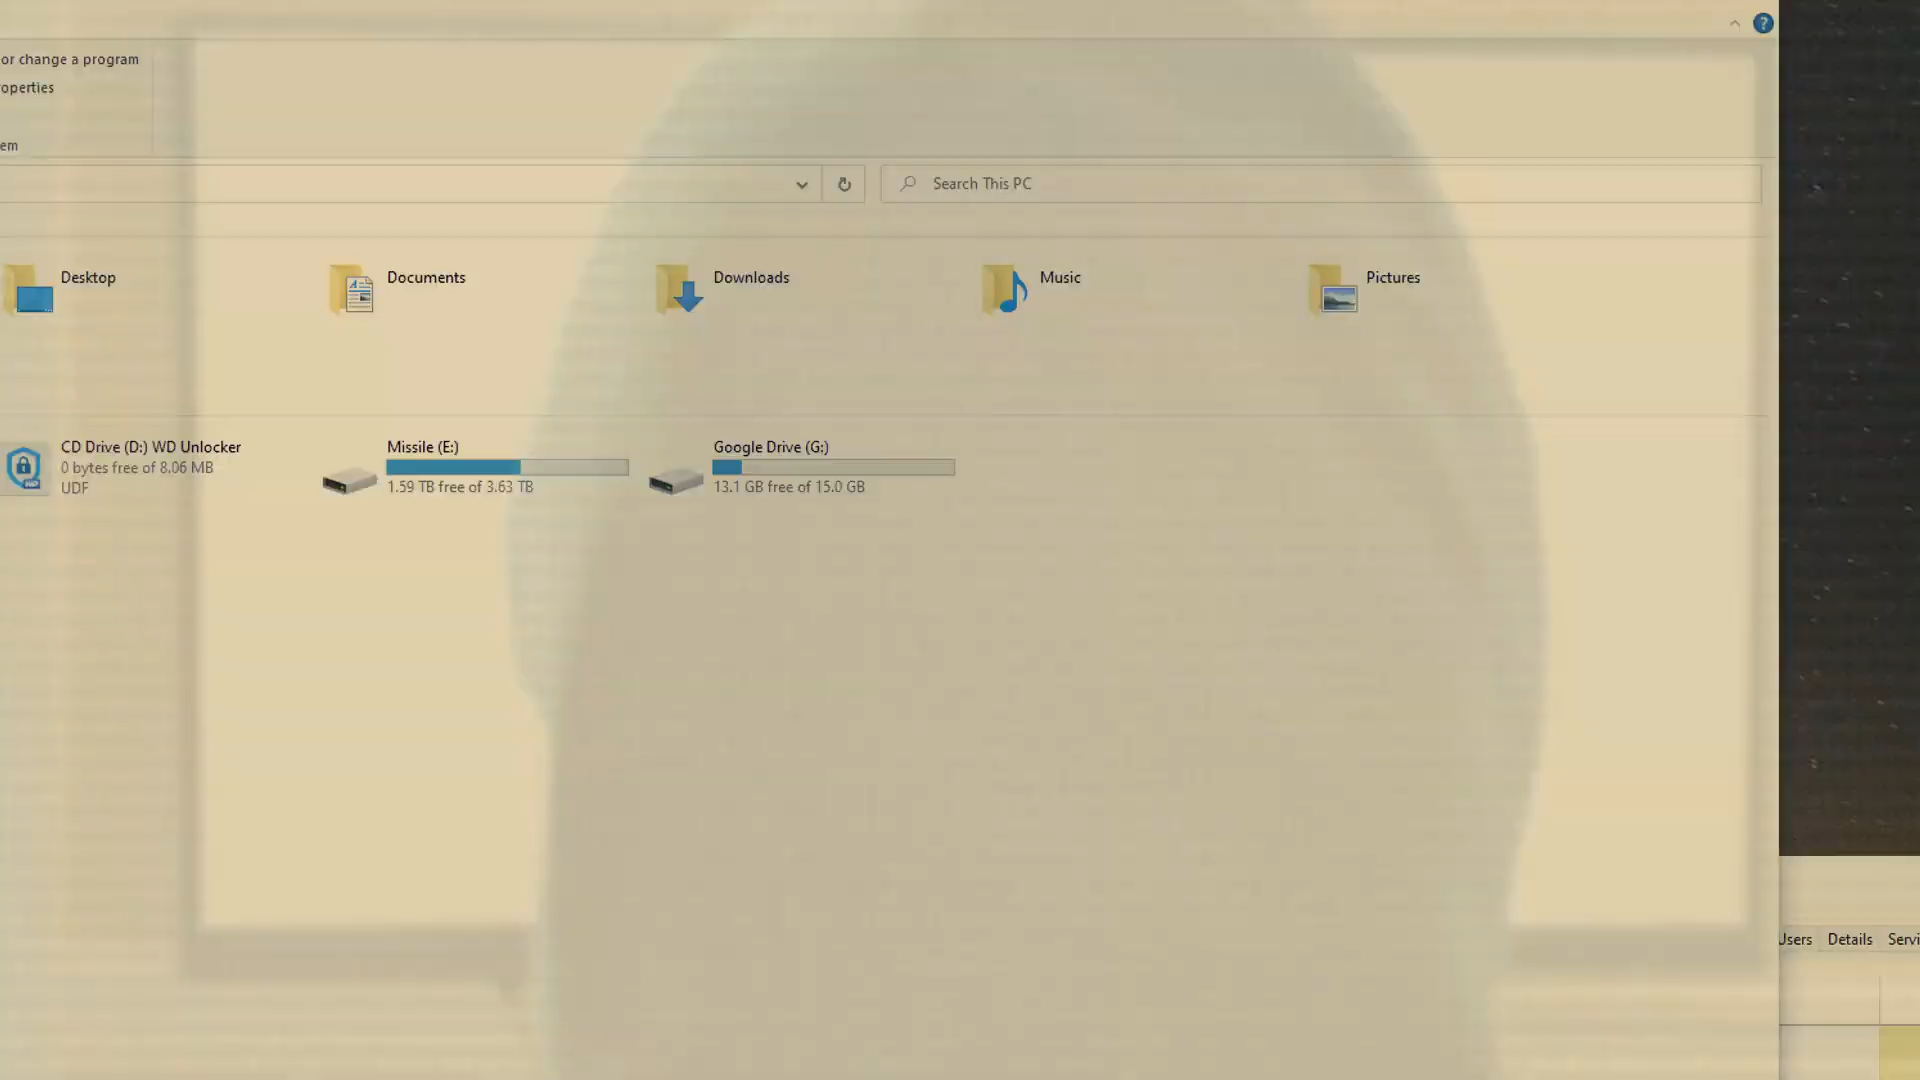 or change a program
operties
em
Search This PC
Desktop
Documents
Downloads
Music
Pictures
CD Drive (D:) WD Unlocker
0 bytes free of 8.06 MB
UDF
Missile (E:)
1.59 TB free of 3.63 TB
Google Drive (G:)
13.1 GB free of 15.0 GB
Users
Details
Servi